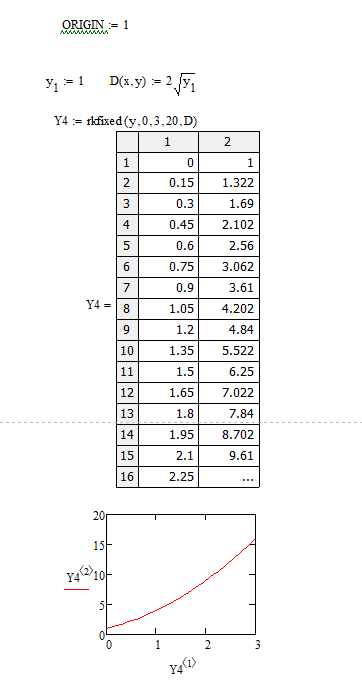 ORIGIN := 1
y₁ := 1 D(x,y) := 2√y₁
Y4 := rkfixed(y,0,3,20,D)
1 2
1 0 1
2 0.15 1.322
3 0.3 1.69
4 0.45 2.102
5 0.6 2.56
6 0.75 3.062
7 0.9 3.61
Y4 = 8 1.05 4.202
9 1.2 4.84
10 1.35 5.522
11 1.5 6.25
12 1.65 7.022
13 1.8 7.84
14 1.95 8.702
15 2.1 9.61
16 2.25 ...
20
15
Y4⟨2⟩ 10
5
0
0 1 2 3
Y4⟨1⟩